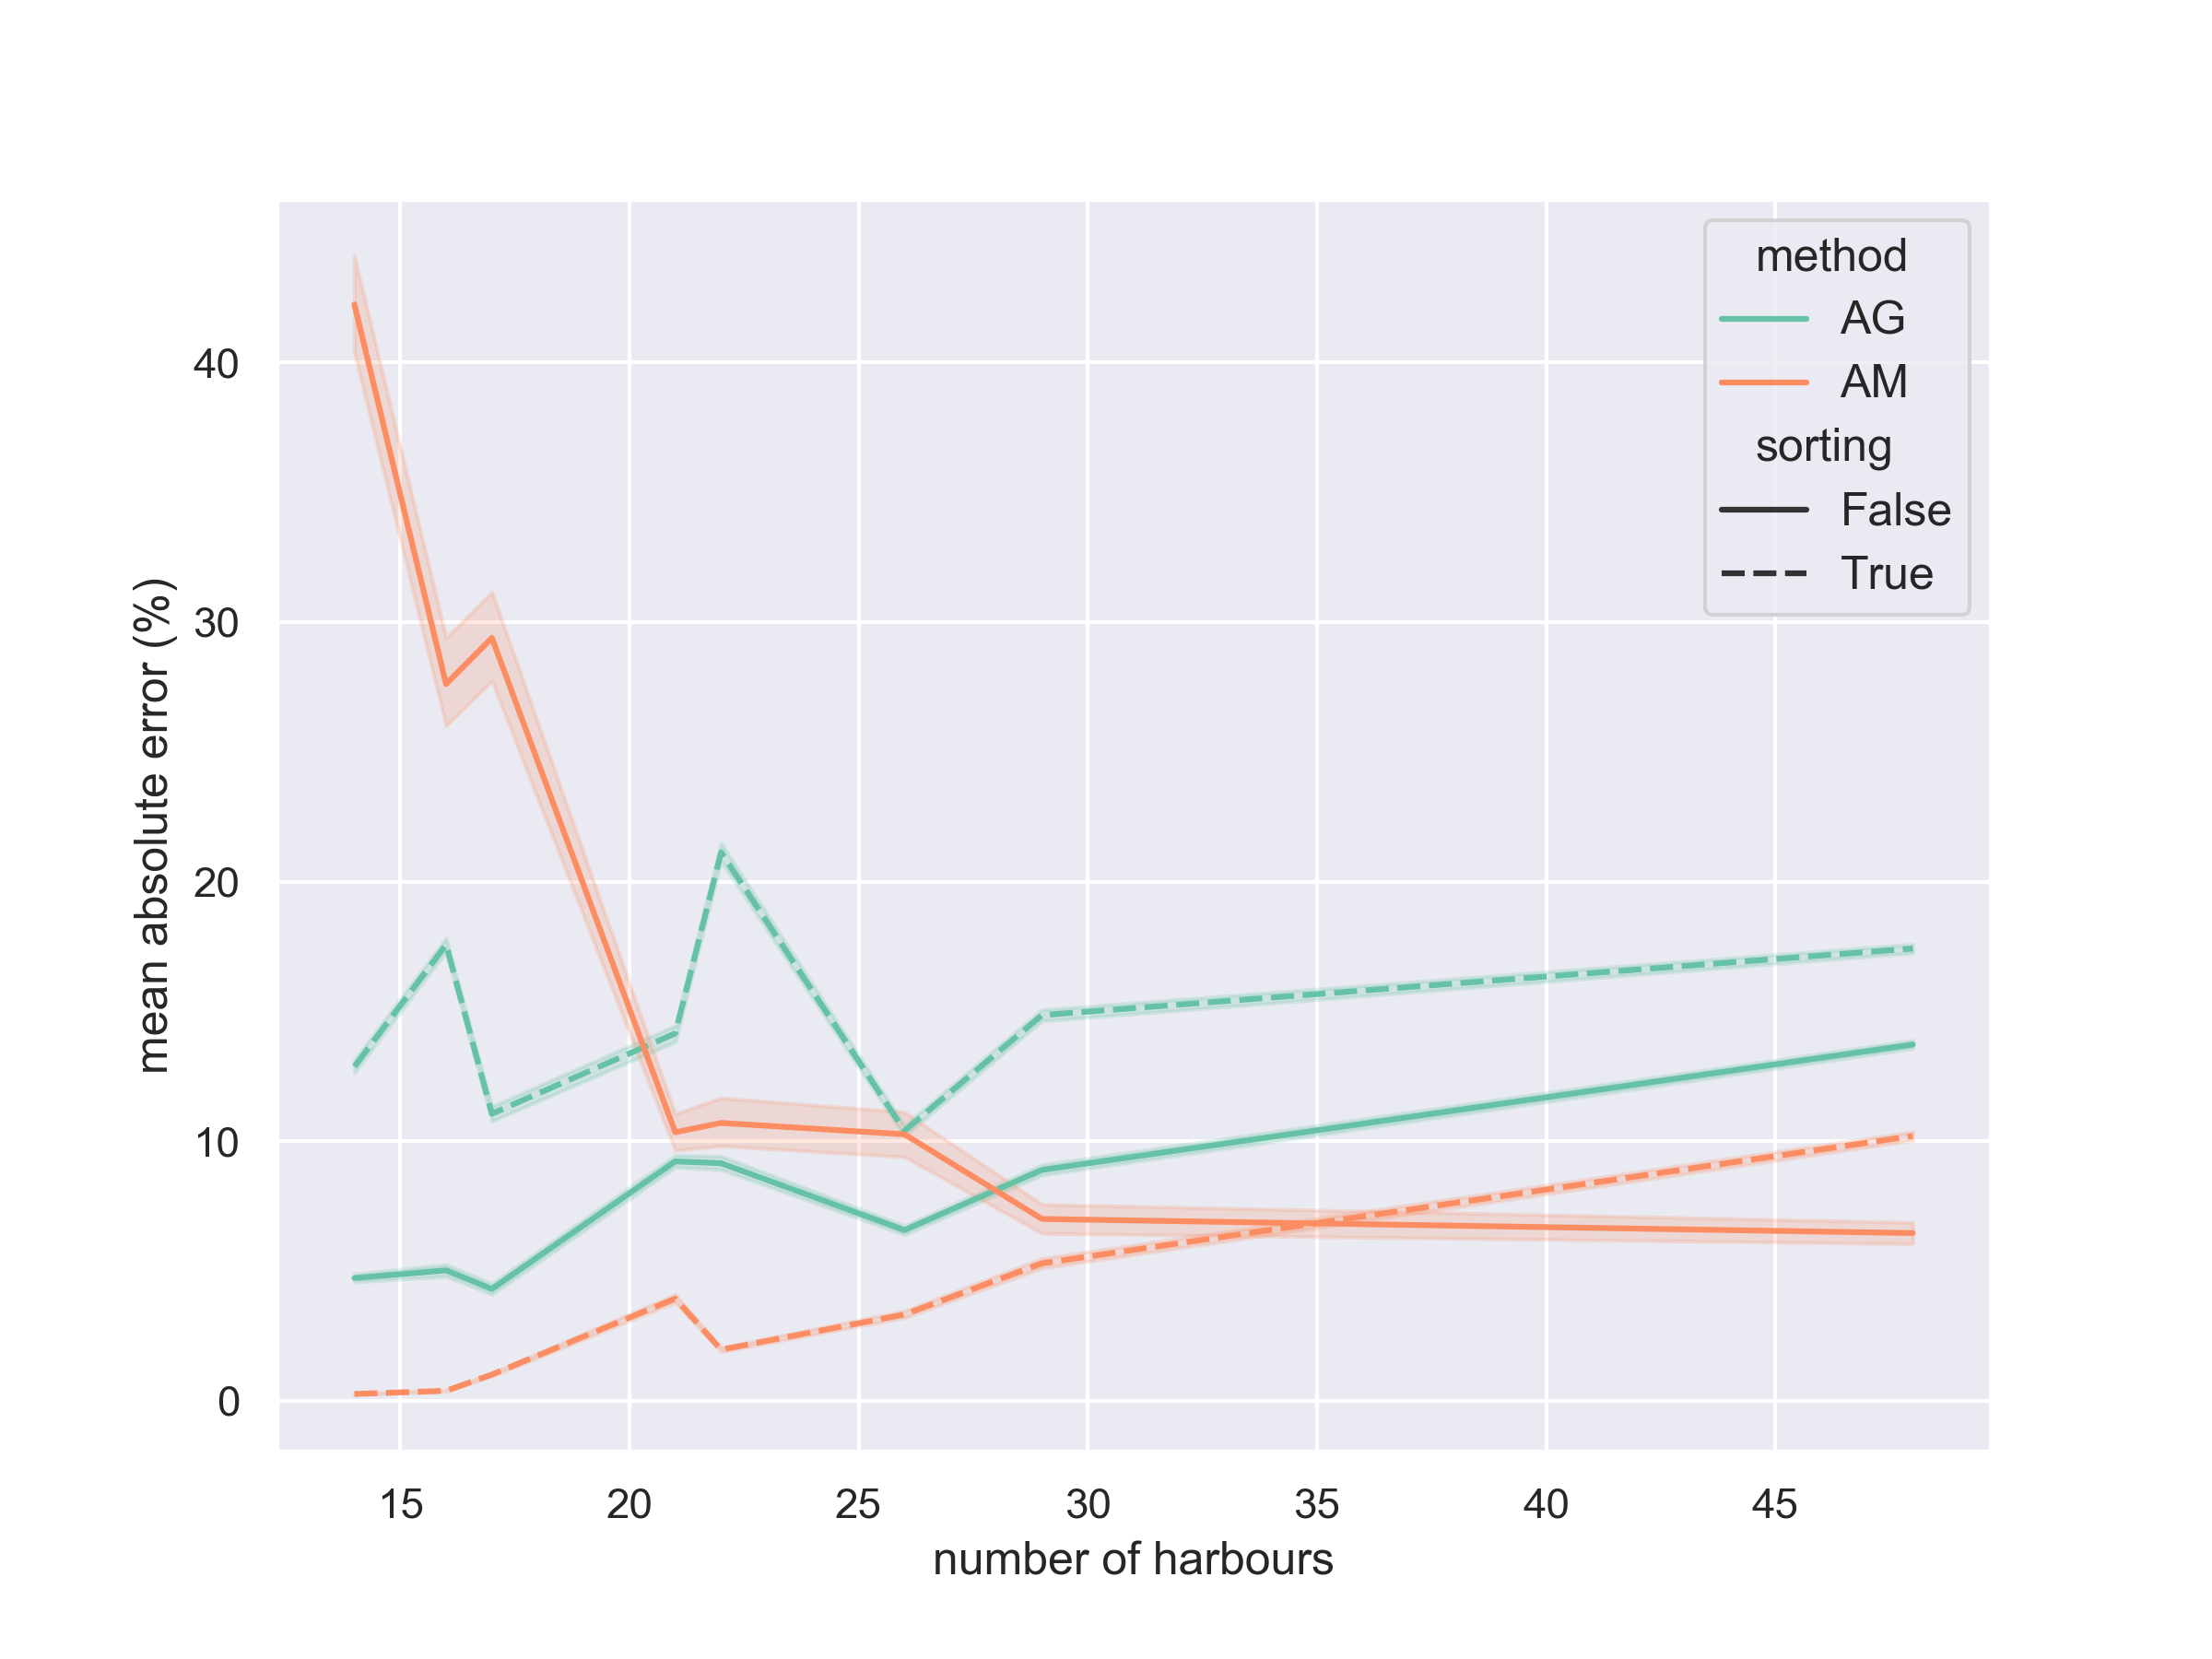 method
AG
AM
sorting
False
True
mean absolute error (%)
40
30
20
10
0
15 20 25 30 35 40 45
number of harbours